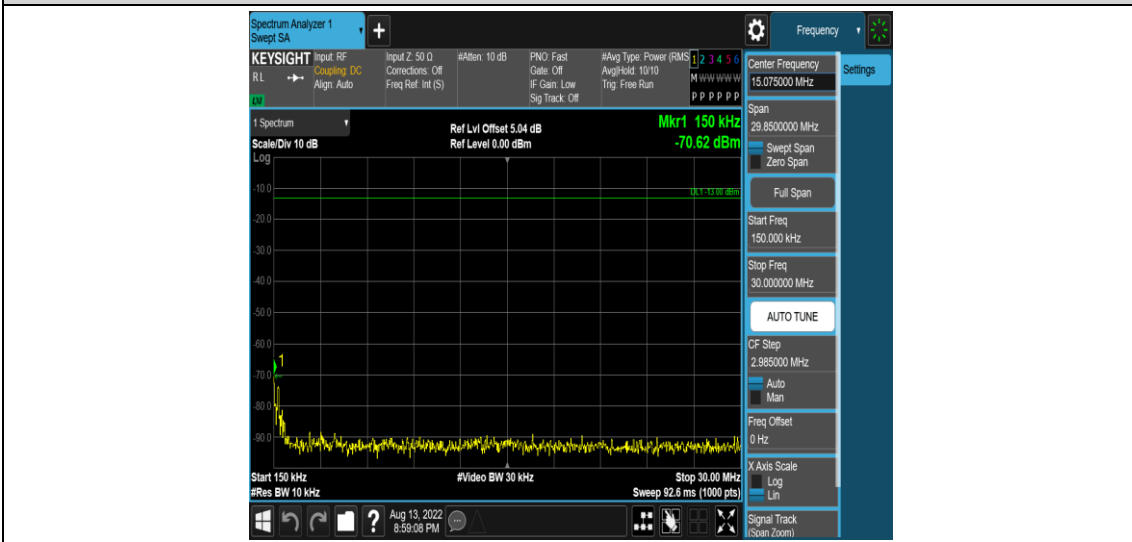 Spectrum Analyzer 1
Swept SA
+
Frequency
KEYSIGHT
RL
LXI
Input: RF
Coupling: DC
Align: Auto
Input Z: 50 Ω
Corrections: Off
Freq Ref: Int (S)
#Atten: 10 dB
PNO: Fast
Gate: Off
IF Gain: Low
Sig Track: Off
#Avg Type: Power (RMS
Avg|Hold: 10/10
Trig: Free Run
1 2 3 4 5 6
M W W W W W
P P P P P P
1 Spectrum
Scale/Div 10 dB
Log
Ref Lvl Offset 5.04 dB
Ref Level 0.00 dBm
Mkr1 150 kHz
-70.62 dBm
DL1 -13.00 dBm
-10.0
-20.0
-30.0
-40.0
-50.0
-60.0
-70.0
-80.0
-90.0
1
Start 150 kHz
#Res BW 10 kHz
#Video BW 30 kHz
Stop 30.00 MHz
Sweep 92.6 ms (1000 pts)
?
Aug 13, 2022
8:59:08 PM
Center Frequency
15.075000 MHz
Settings
Span
29.8500000 MHz
Swept Span
Zero Span
Full Span
Start Freq
150.000 kHz
Stop Freq
30.000000 MHz
AUTO TUNE
CF Step
2.985000 MHz
Auto
Man
Freq Offset
0 Hz
X Axis Scale
Log
Lin
Signal Track
(Span Zoom)